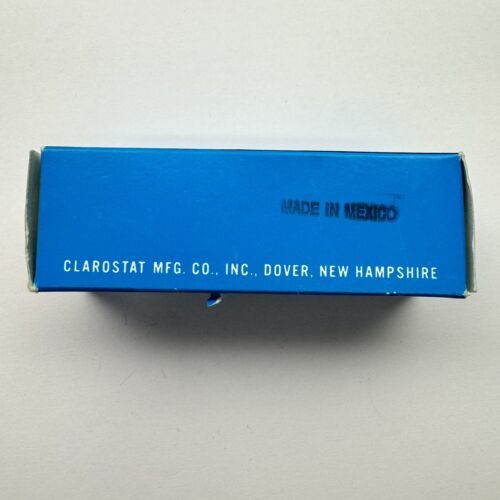 MADE IN MEXICO
CLAROSTAT MFG. CO., INC., DOVER, NEW HAMPSHIRE